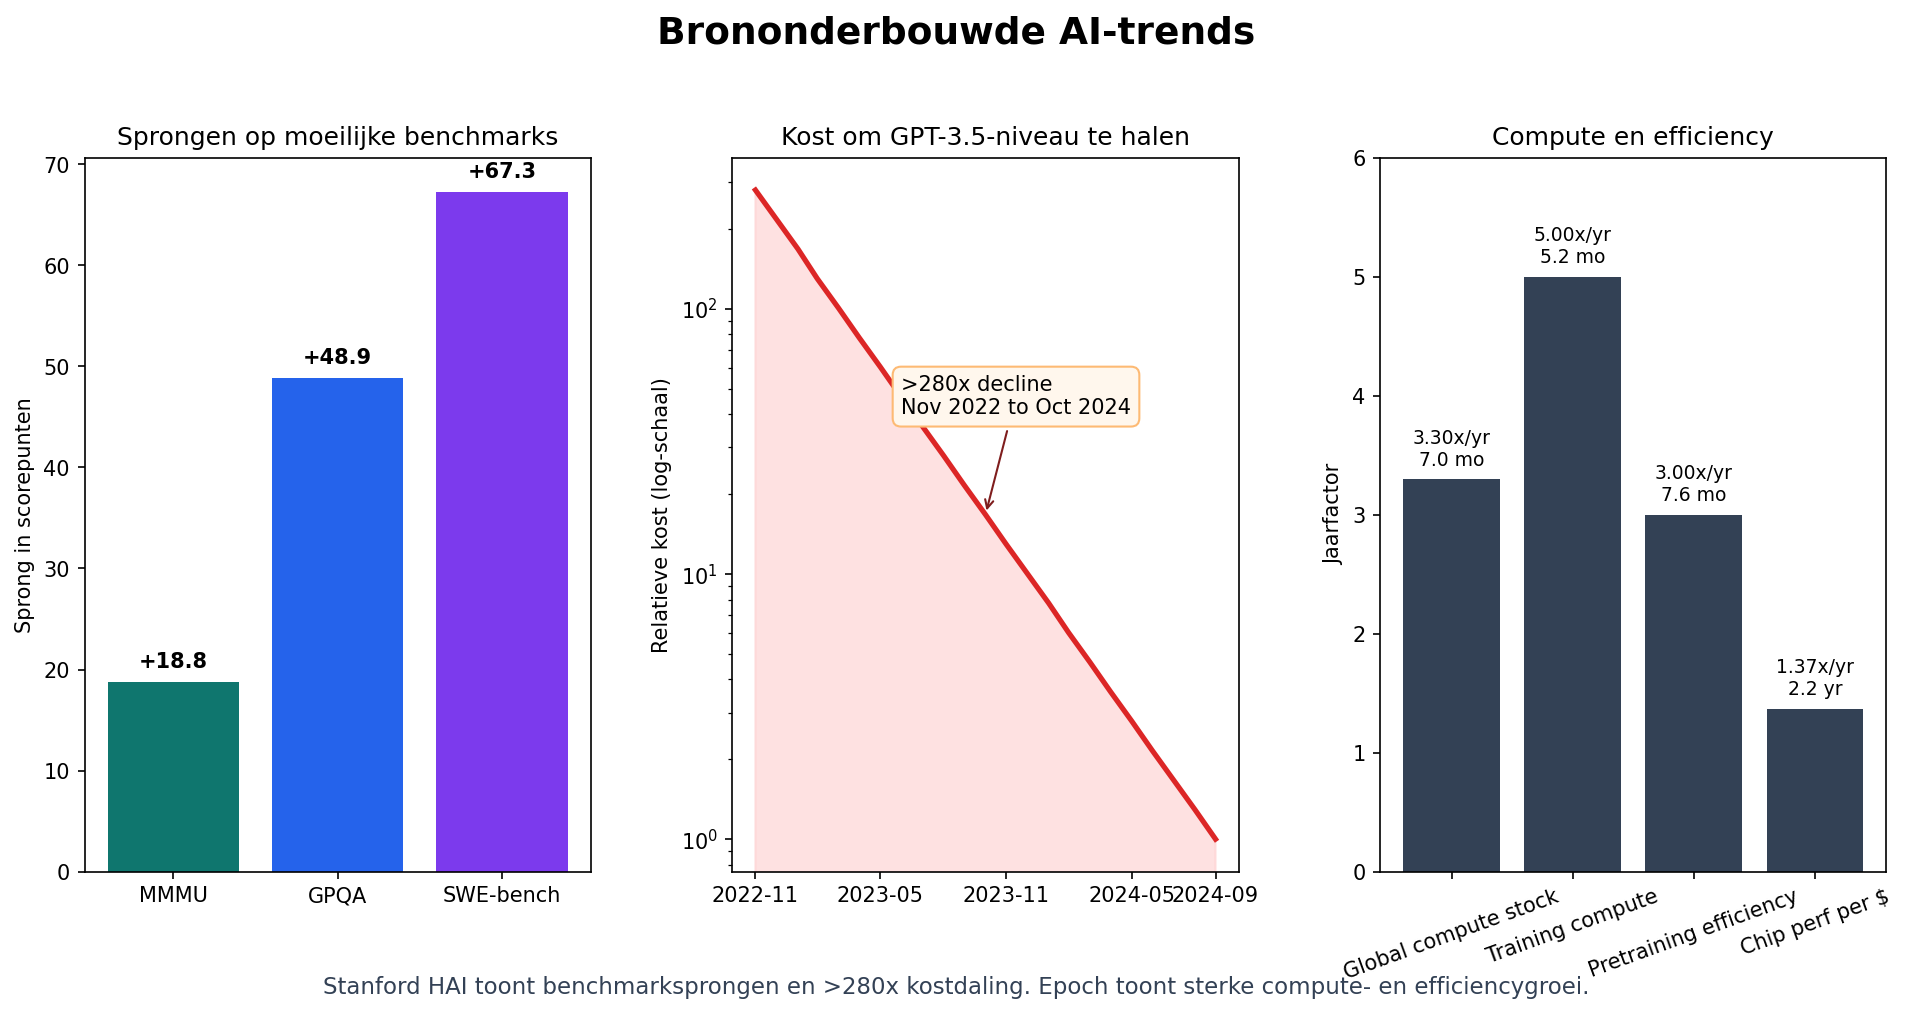 Brononderbouwde AI-trends
Sprongen op moeilijke benchmarks
Sprong in scorepunten
70
60
50
40
30
20
10
0
+18.8
+48.9
+67.3
MMMU
GPQA
SWE-bench
Kost om GPT-3.5-niveau te halen
Relatieve kost (log-schaal)
10²
10¹
10⁰
>280x decline
Nov 2022 to Oct 2024
2022-11
2023-05
2023-11
2024-05
2024-09
Compute en efficiency
Jaarfactor
6
5
4
3
2
1
0
3.30x/yr
7.0 mo
5.00x/yr
5.2 mo
3.00x/yr
7.6 mo
1.37x/yr
2.2 yr
Global compute stock
Training compute
Pretraining efficiency
Chip perf per $
Stanford HAI toont benchmarksprongen en >280x kostdaling. Epoch toont sterke compute- en efficiencygroei.